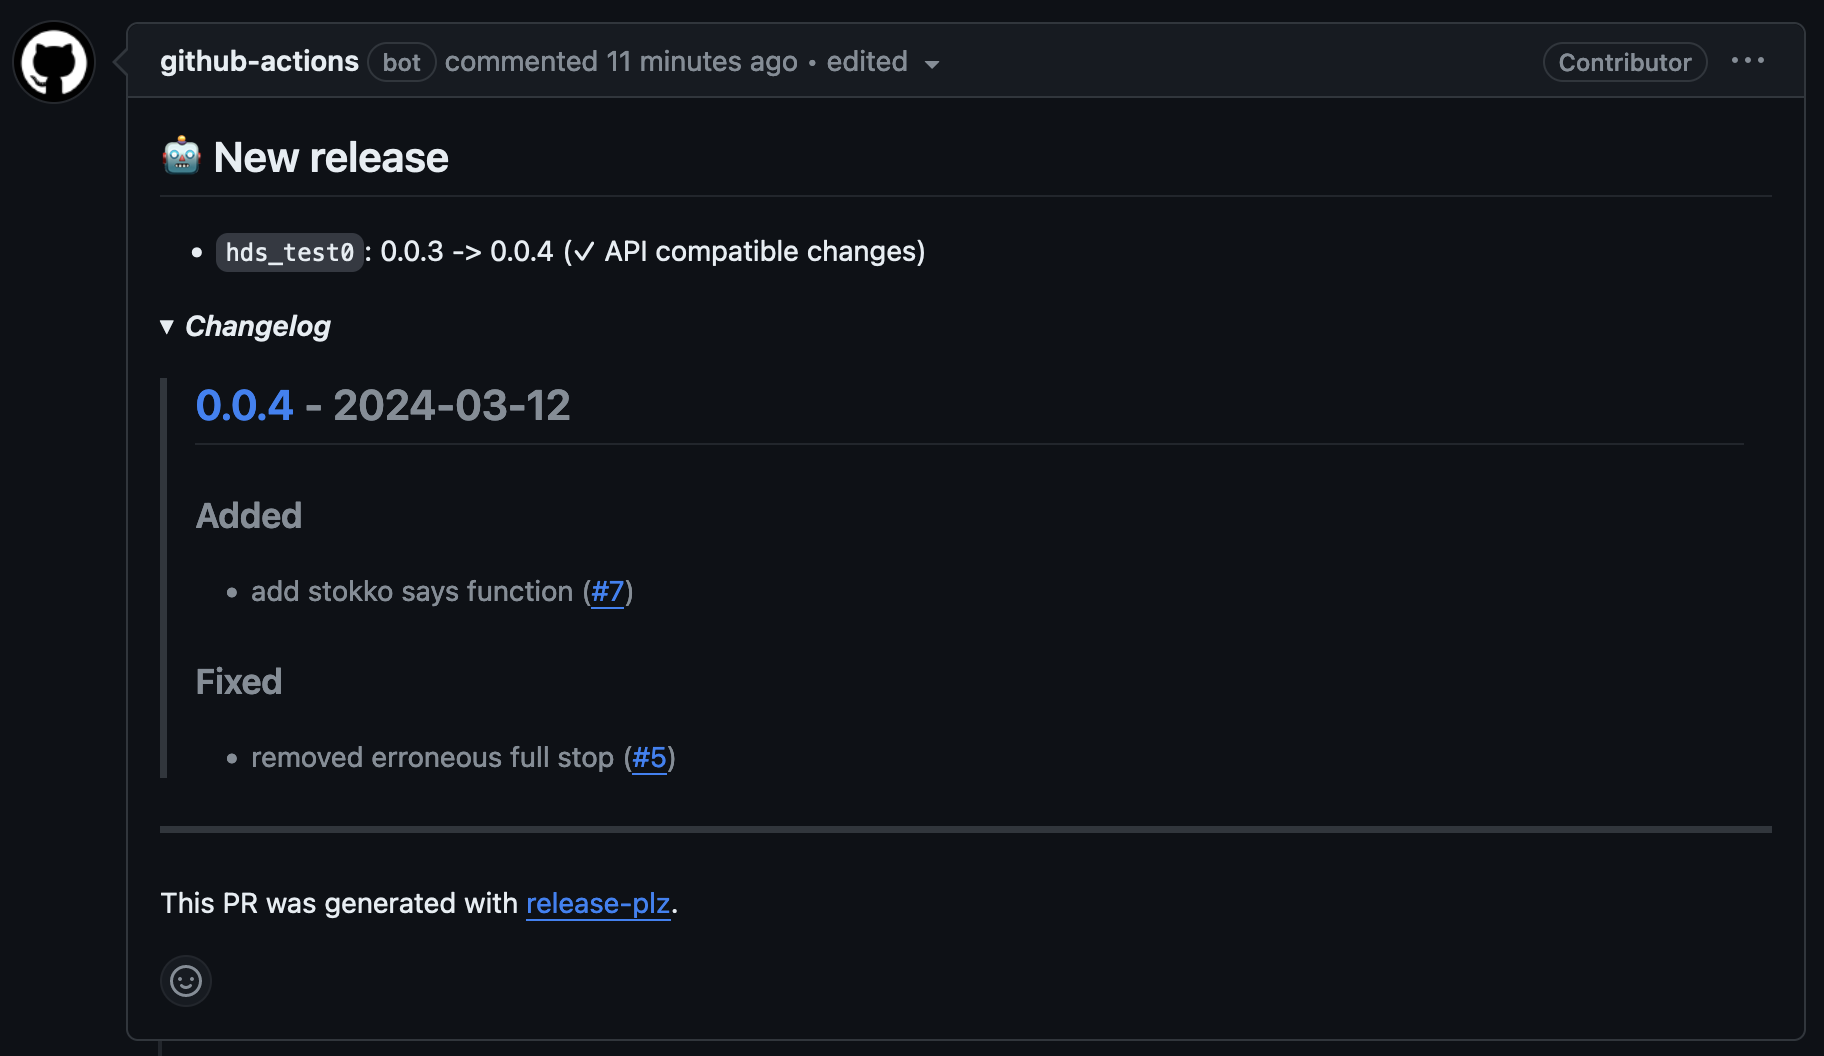 github-actions bot commented 11 minutes ago • edited
Contributor
🤖 New release
• hds_test0: 0.0.3 -> 0.0.4 (✓ API compatible changes)
▼ Changelog
0.0.4 - 2024-03-12
Added
• add stokko says function (#7)
Fixed
• removed erroneous full stop (#5)
This PR was generated with release-plz.